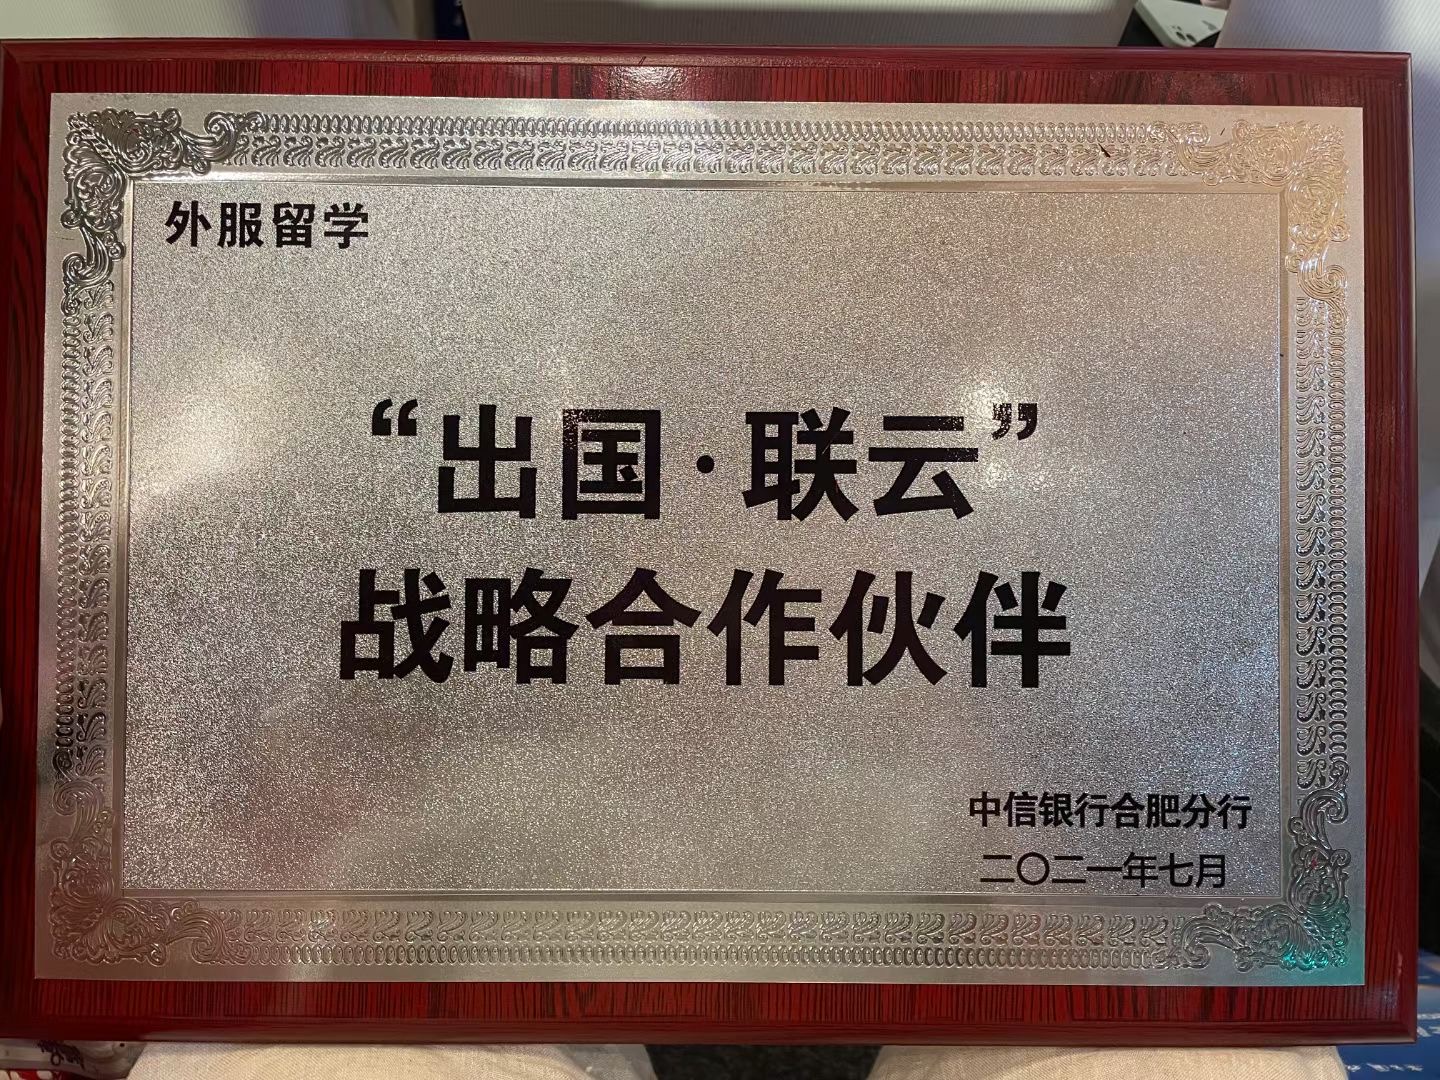 外服留学
“出国·联云”
战略合作伙伴
中信银行合肥分行
二〇二一年七月